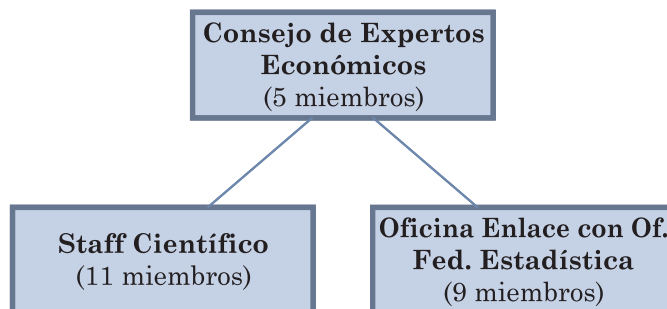 Consejo de Expertos
Económicos
(5 miembros)
Staff Científico
(11 miembros)
Oficina Enlace con Of.
Fed. Estadística
(9 miembros)